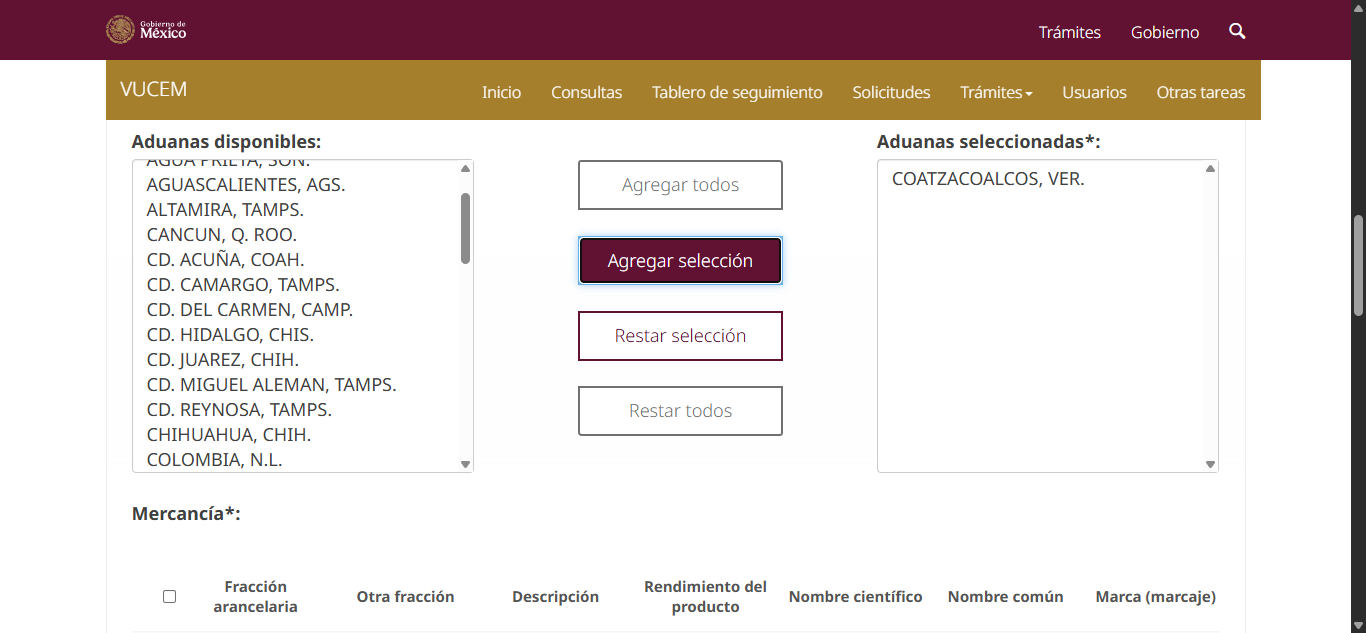 Gobierno de
México
Trámites
Gobierno
VUCEM
Inicio
Consultas
Tablero de seguimiento
Solicitudes
Trámites
Usuarios
Otras tareas
Aduanas disponibles:
AGUA PRIETA, SON.
AGUASCALIENTES, AGS.
ALTAMIRA, TAMPS.
CANCUN, Q. ROO.
CD. ACUÑA, COAH.
CD. CAMARGO, TAMPS.
CD. DEL CARMEN, CAMP.
CD. HIDALGO, CHIS.
CD. JUAREZ, CHIH.
CD. MIGUEL ALEMAN, TAMPS.
CD. REYNOSA, TAMPS.
CHIHUAHUA, CHIH.
COLOMBIA, N.L.
Agregar todos
Agregar selección
Restar selección
Restar todos
Aduanas seleccionadas*:
COATZACOALCOS, VER.
Mercancía*:
Fracción
arancelaria
Otra fracción
Descripción
Rendimiento del
producto
Nombre científico
Nombre común
Marca (marcaje)